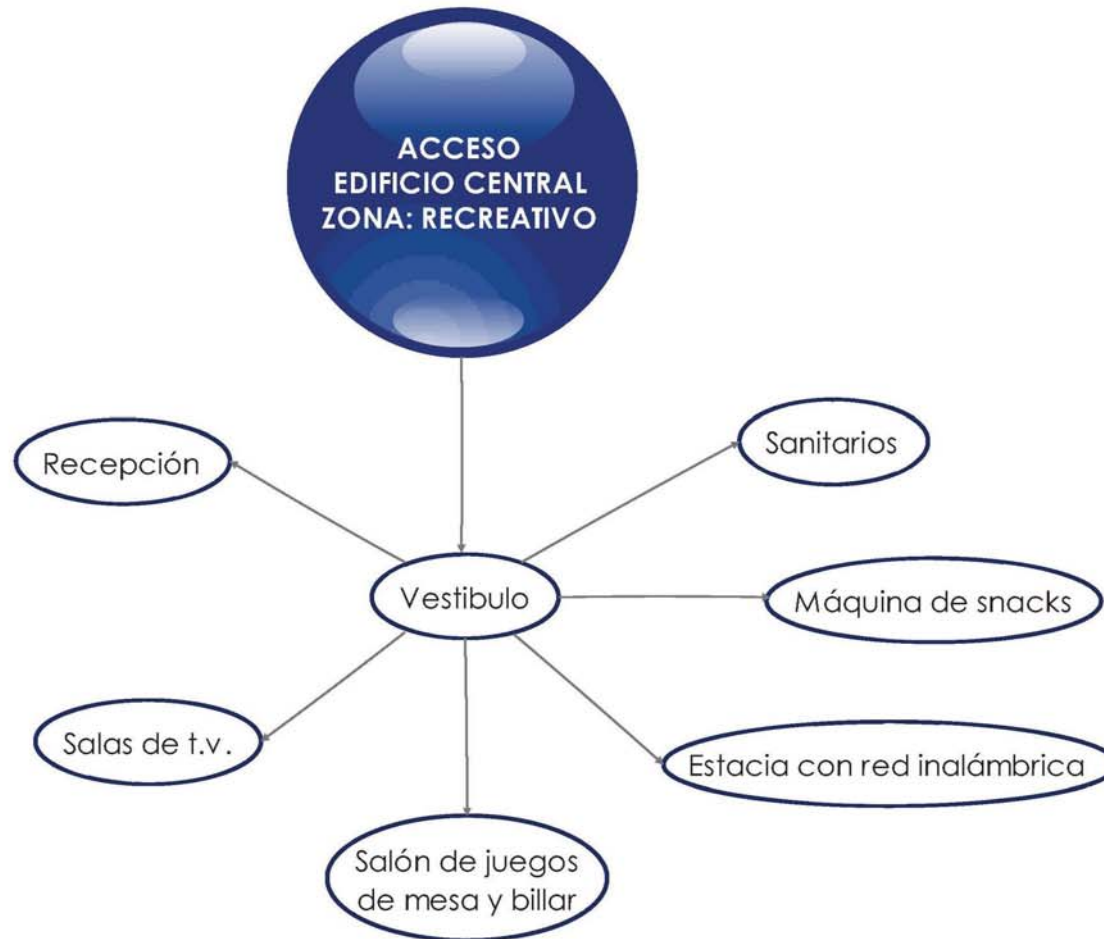 ACCESO
EDIFICIO CENTRAL
ZONA: RECREATIVO
Recepción
Sanitarios
Vestibulo
Máquina de snacks
Salas de t.v.
Estacia con red inalámbrica
Salón de juegos
de mesa y billar